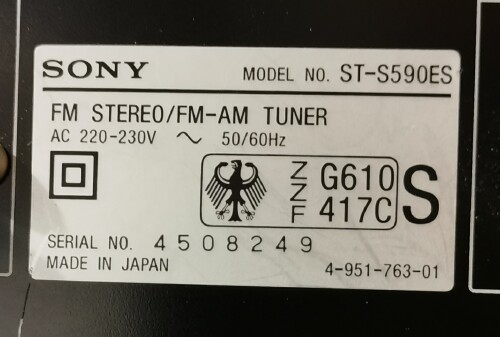 SONY MODEL NO. ST-S590ES
FM STEREO/FM-AM TUNER
AC 220-230V ~ 50/60Hz
ZZF G610 417C S
SERIAL NO. 4508249
MADE IN JAPAN 4-951-763-01